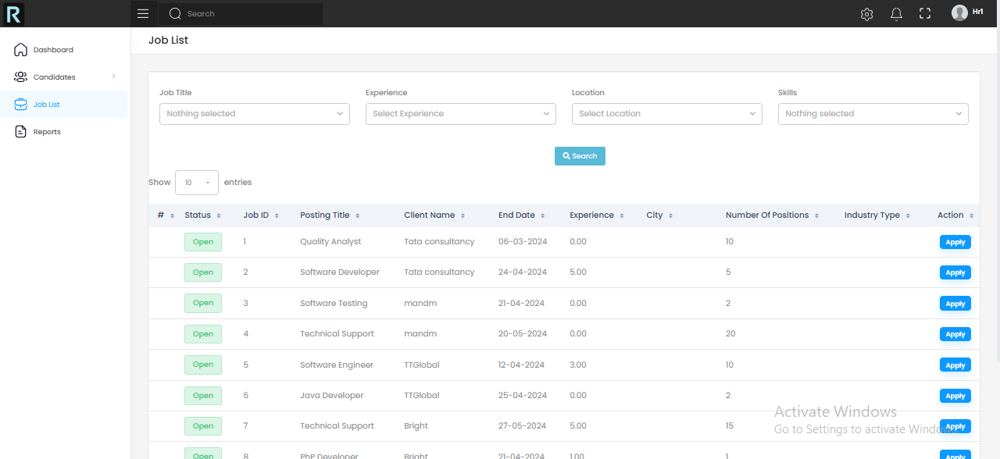 R
Search
Hr1
Dashboard
Candidates
Job List
Reports
Job List
Job Title Experience Location Skills
Nothing selected Select Experience Select Location Nothing selected
Search
Show 10 entries
# Status Job ID Posting Title Client Name End Date Experience City Number Of Positions Industry Type Action
Open 1 Quality Analyst Tata consultancy 06-03-2024 0.00 10 Apply
Open 2 Software Developer Tata consultancy 24-04-2024 5.00 5 Apply
Open 3 Software Testing mandm 21-04-2024 0.00 2 Apply
Open 4 Technical Support mandm 20-05-2024 0.00 20 Apply
Open 5 Software Engineer TTGlobal 12-04-2024 3.00 10 Apply
Open 6 Java Developer TTGlobal 25-04-2024 0.00 2 Apply
Open 7 Technical Support Bright 27-05-2024 5.00 15 Apply
Open 8 PhP Developer Bright 21-04-2024 1.00 1 Apply
Activate Windows
Go to Settings to activate Windows.